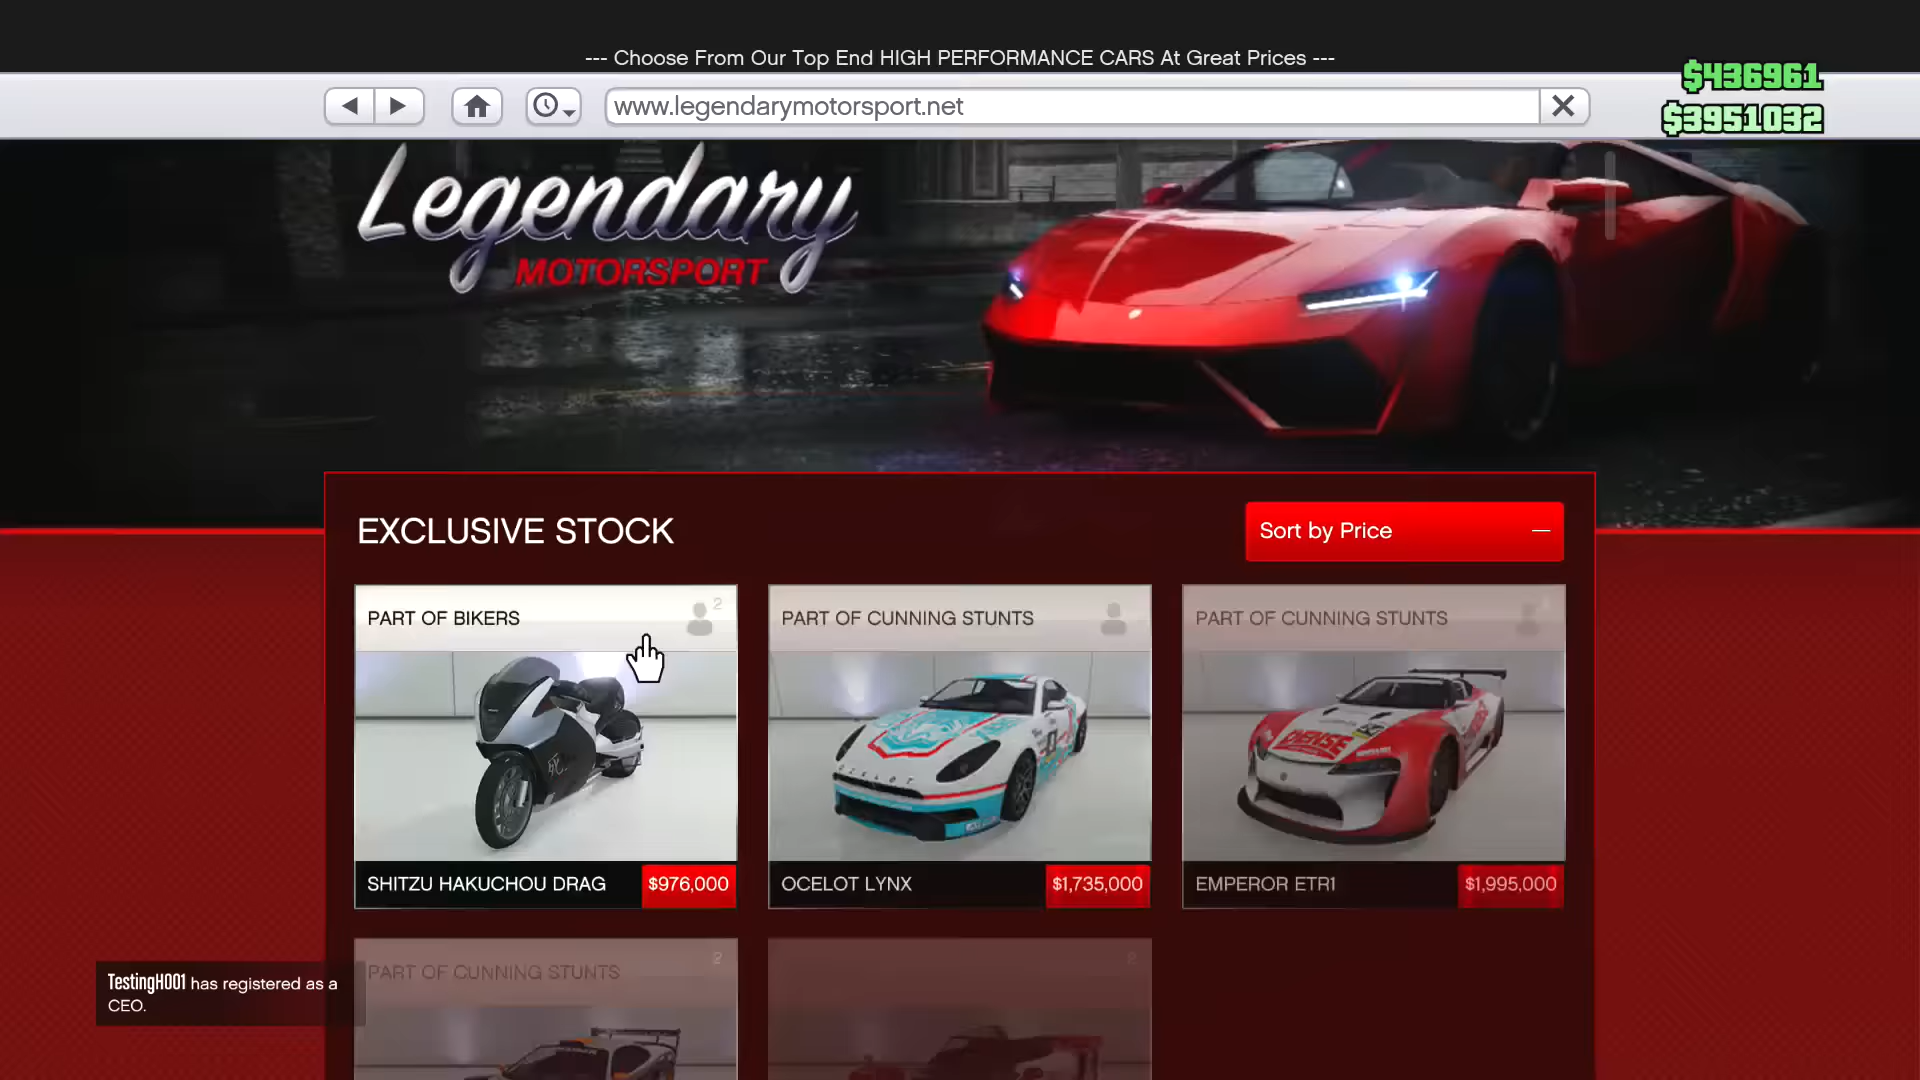 --- Choose From Our Top End HIGH PERFORMANCE CARS At Great Prices ---
$436961
www.legendarymotorsport.net
$3951032
Legendary
MOTORSPORT
EXCLUSIVE STOCK
Sort by Price
PART OF BIKERS
2
PART OF CUNNING STUNTS
PART OF CUNNING STUNTS
SHITZU HAKUCHOU DRAG
$976,000
OCELOT LYNX
$1,735,000
EMPEROR ETR1
$1,995,000
PART OF CUNNING STUNTS
2
2
TestingH001 has registered as a
CEO.